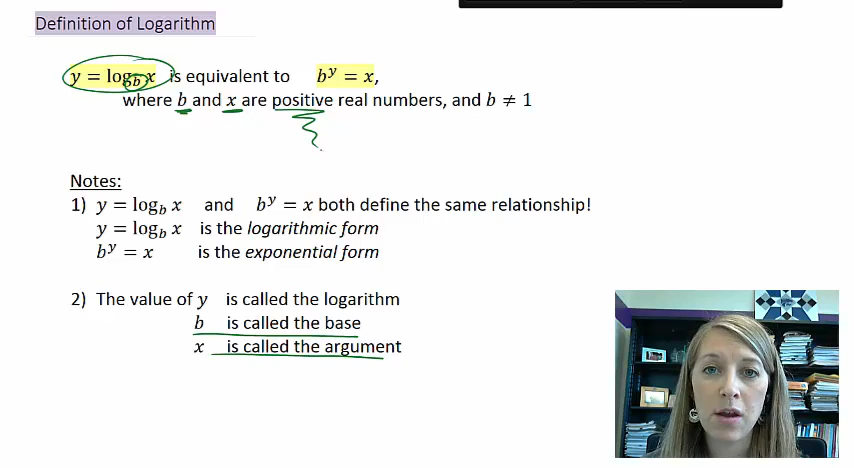 Definition of Logarithm
y = log_b x is equivalent to b^y = x,
where b and x are positive real numbers, and b ≠ 1
Notes:
1) y = log_b x and b^y = x both define the same relationship!
y = log_b x is the logarithmic form
b^y = x is the exponential form
2) The value of y is called the logarithm
b is called the base
x is called the argument